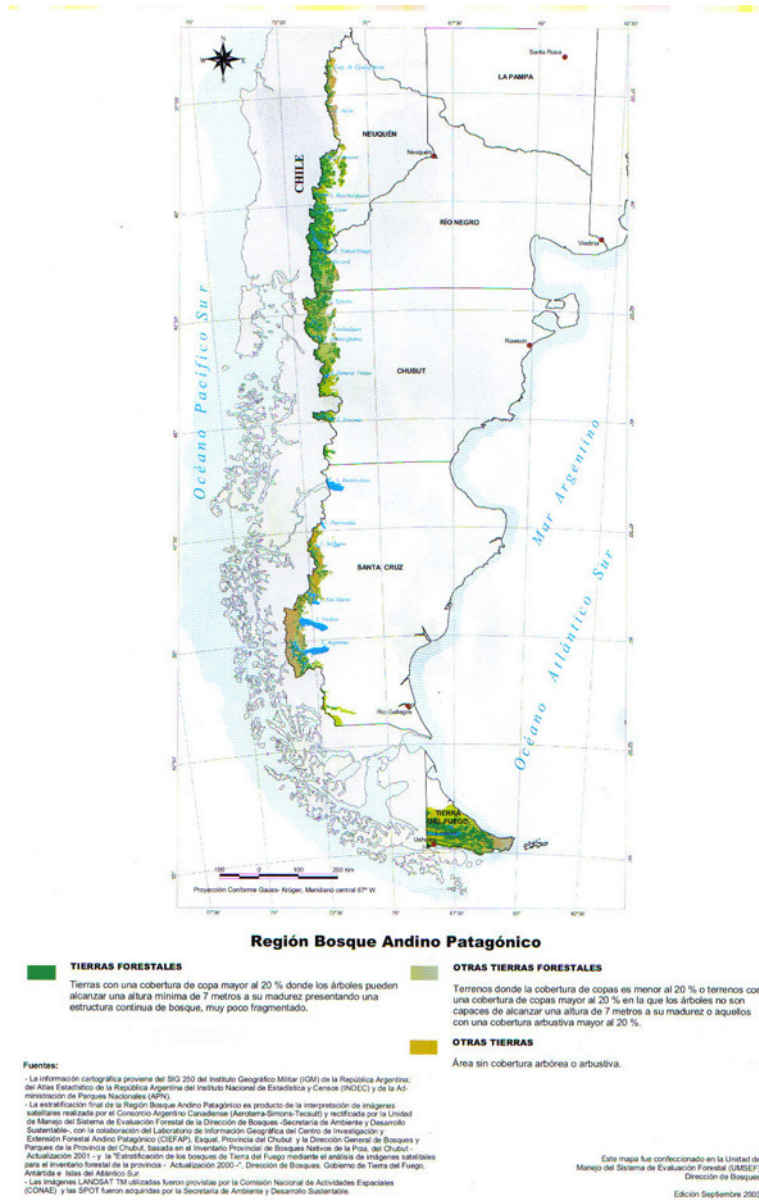 N
W E
S
Santa Rosa
LA PAMPA
NEUQUÉN
Neuquén
CHILE
RÍO NEGRO
Viedma
Rawson
CHUBUT
Océano Pacífico Sur
Mar Argentino
SANTA CRUZ
Océano Atlántico Sur
Río Gallegos
TIERRA
DEL FUEGO
100 0 100 200 Km
Proyección Conforme Gauss- Krüger, Meridiano central 67° W
Región Bosque Andino Patagónico
TIERRAS FORESTALES
Tierras con una cobertura de copa mayor al 20 % donde los árboles pueden
alcanzar una altura mínima de 7 metros a su madurez presentando una
estructura continua de bosque, muy poco fragmentado.
OTRAS TIERRAS FORESTALES
Terrenos donde la cobertura de copas es menor al 20 % o terrenos con
una cobertura de copas mayor al 20 % en la que los árboles no son
capaces de alcanzar una altura de 7 metros a su madurez o aquellos
con una cobertura arbustiva mayor al 20 %.
OTRAS TIERRAS
Área sin cobertura arbórea o arbustiva.
Fuentes:
- La información cartográfica proviene del SIG 250 del Instituto Geográfico Militar (IGM) de la República Argentina;
del Atlas Estadístico de la República Argentina del Instituto Nacional de Estadística y Censos (INDEC) y de la Ad-
ministración de Parques Nacionales (APN).
- La estratificación final de la Región Bosque Andino Patagónico es producto de la interpretación de imágenes
satelitales realizada por el Consorcio Argentino Canadiense (Aeroterra-Simons-Tecsult) y rectificada por la Unidad
de Manejo del Sistema de Evaluación Forestal de la Dirección de Bosques -Secretaría de Ambiente y Desarrollo
Sustentable-, con la colaboración del Laboratorio de Información Geográfica del Centro de Investigación y
Extensión Forestal Andino Patagónico (CIEFAP), Esquel, Provincia del Chubut y la Dirección General de Bosques y
Parques de la Provincia del Chubut, basada en el Inventario Provincial de Bosques Nativos de la Pcia. del Chubut -
Actualización 2001 - y la "Estratificación de los bosques de Tierra del Fuego mediante el análisis de imágenes satelitales
para el inventario forestal de la provincia - Actualización 2000 -", Dirección de Bosques. Gobierno de Tierra del Fuego,
Antártida e Islas del Atlántico Sur.
- Las imágenes LANDSAT TM utilizadas fueron provistas por la Comisión Nacional de Actividades Espaciales
(CONAE) y las SPOT fueron adquiridas por la Secretaría de Ambiente y Desarrollo Sustentable.
Este mapa fue confeccionado en la Unidad de
Manejo del Sistema de Evaluación Forestal (UMSEF)
Dirección de Bosques